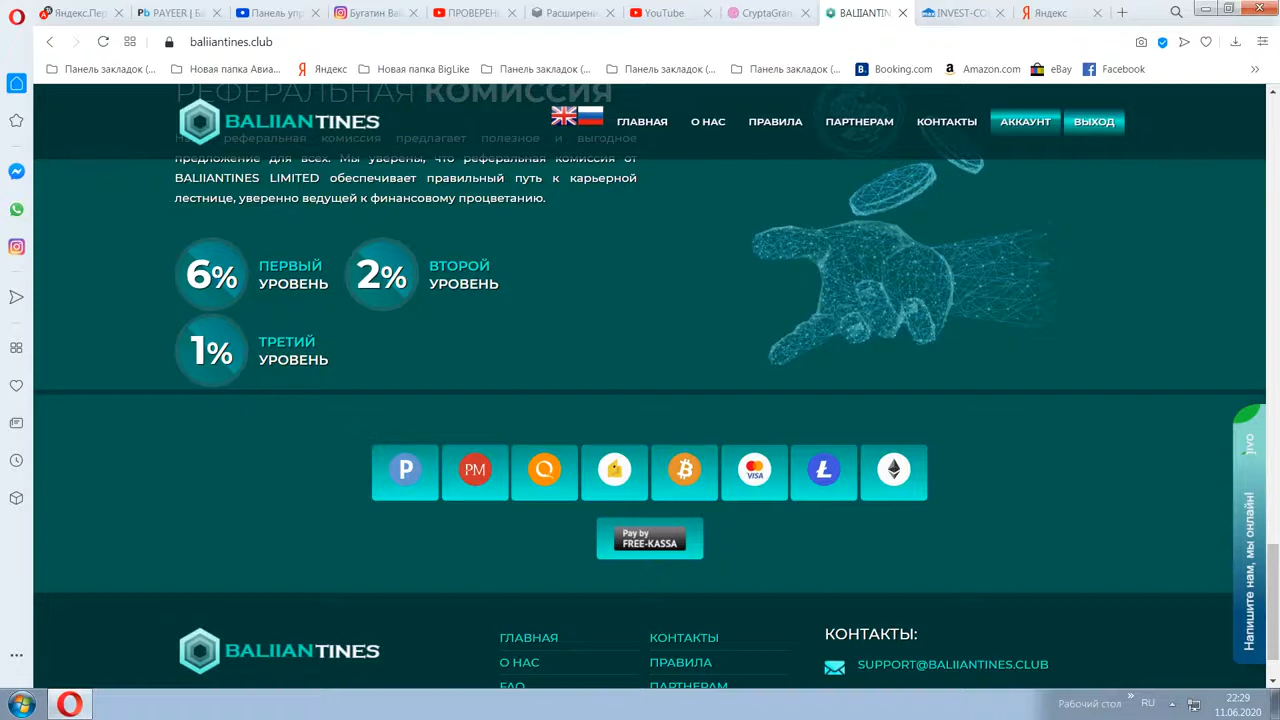 Яндекс.Пер
PAYEER | Ба
Панель упр
Бугатин Baii
ПРОВЕРЕН
Расширени
YouTube
CryptaGran
BALIIANTIN
INVEST-CO
Яндекс
baliiantines.club
Панель закладок (...
Новая папка Авиа...
Яндекс
Новая папка BigLike
Панель закладок (...
Панель закладок (...
Панель закладок (...
Booking.com
Amazon.com
eBay
Facebook
РЕФЕРАЛЬНАЯ КОМИССИЯ
BALIIANTINES
ГЛАВНАЯ
О НАС
ПРАВИЛА
ПАРТНЕРАМ
КОНТАКТЫ
АККАУНТ
ВЫХОД
реферальная комиссия предлагает полезное и выгодное
предложение для всех. Мы уверены, что реферальная комиссия от
BALIIANTINES LIMITED обеспечивает правильный путь к карьерной
лестнице, уверенно ведущей к финансовому процветанию.
6% ПЕРВЫЙ УРОВЕНЬ
2% ВТОРОЙ УРОВЕНЬ
1% ТРЕТИЙ УРОВЕНЬ
PM
VISA
Pay by
FREE-KASSA
jivo
Напишите нам, мы онлайн!
BALIIANTINES
ГЛАВНАЯ
КОНТАКТЫ
КОНТАКТЫ:
О НАС
ПРАВИЛА
SUPPORT@BALIIANTINES.CLUB
FAQ
ПАРТНЕРАМ
Рабочий стол
RU
22:29
11.06.2020